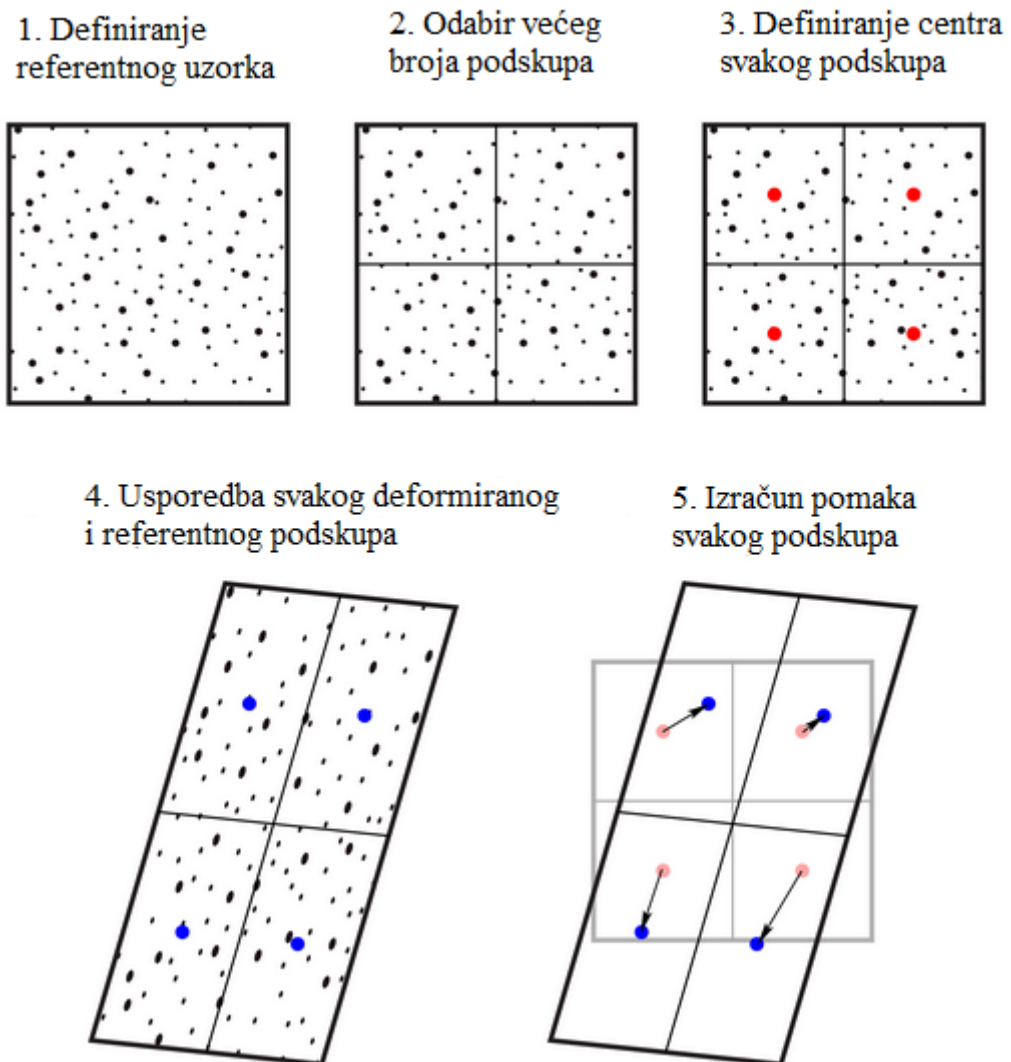 1. Definiranje
referentnog uzorka
2. Odabir većeg
broja podskupa
3. Definiranje centra
svakog podskupa
4. Usporedba svakog deformiranog
i referentnog podskupa
5. Izračun pomaka
svakog podskupa